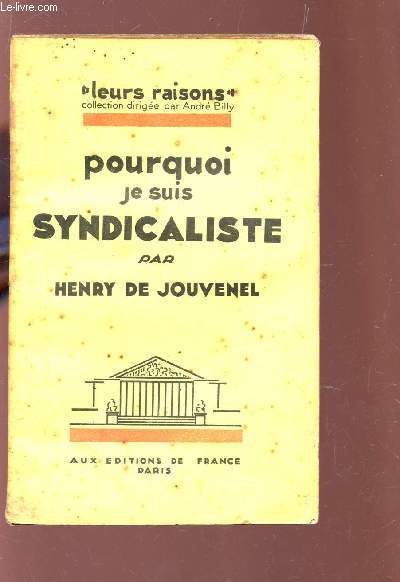 Le-livre.com
"leurs raisons"
collection dirigée par André Billy
pourquoi
je suis
SYNDICALISTE
PAR
HENRY DE JOUVENEL
AUX EDITIONS DE FRANCE
PARIS